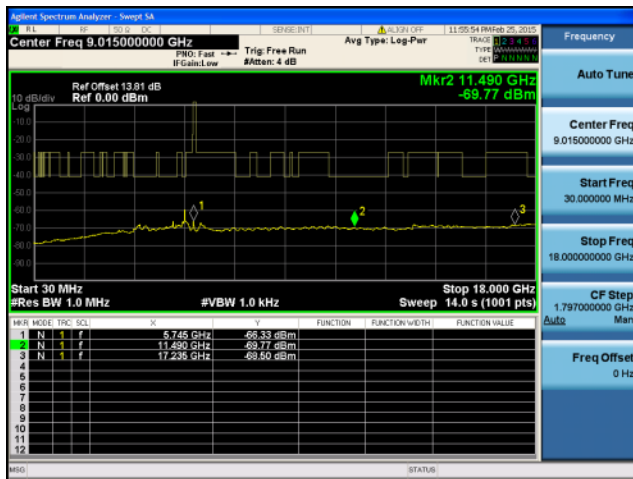 Agilent Spectrum Analyzer - Swept SA
RL RF 50 Ω DC SENSE:INT ALIGN OFF 11:55:54 PM Feb 25, 2015
Center Freq 9.015000000 GHz
PNO: Fast
IFGain:Low
Trig: Free Run
#Atten: 4 dB
Avg Type: Log-Pwr
TRACE 1 2 3 4 5 6
TYPE
DET P N N N N N
Ref Offset 13.81 dB
Ref 0.00 dBm
Mkr2 11.490 GHz
-69.77 dBm
10 dB/div
Log
-10.0
-20.0
-30.0
-40.0
-50.0
-60.0
-70.0
-80.0
-90.0
1
2
3
Start 30 MHz
#Res BW 1.0 MHz
#VBW 1.0 kHz
Stop 18.000 GHz
Sweep 14.0 s (1001 pts)
MKR MODE TRC SCL X Y FUNCTION FUNCTION WIDTH FUNCTION VALUE
1 N 1 f 5.745 GHz -66.33 dBm
2 N 1 f 11.490 GHz -69.77 dBm
3 N 1 f 17.235 GHz -68.50 dBm
4
5
6
7
8
9
10
11
12
MSG STATUS
Frequency
Auto Tune
Center Freq
9.015000000 GHz
Start Freq
30.000000 MHz
Stop Freq
18.000000000 GHz
CF Step
1.797000000 GHz
Auto Man
Freq Offset
0 Hz